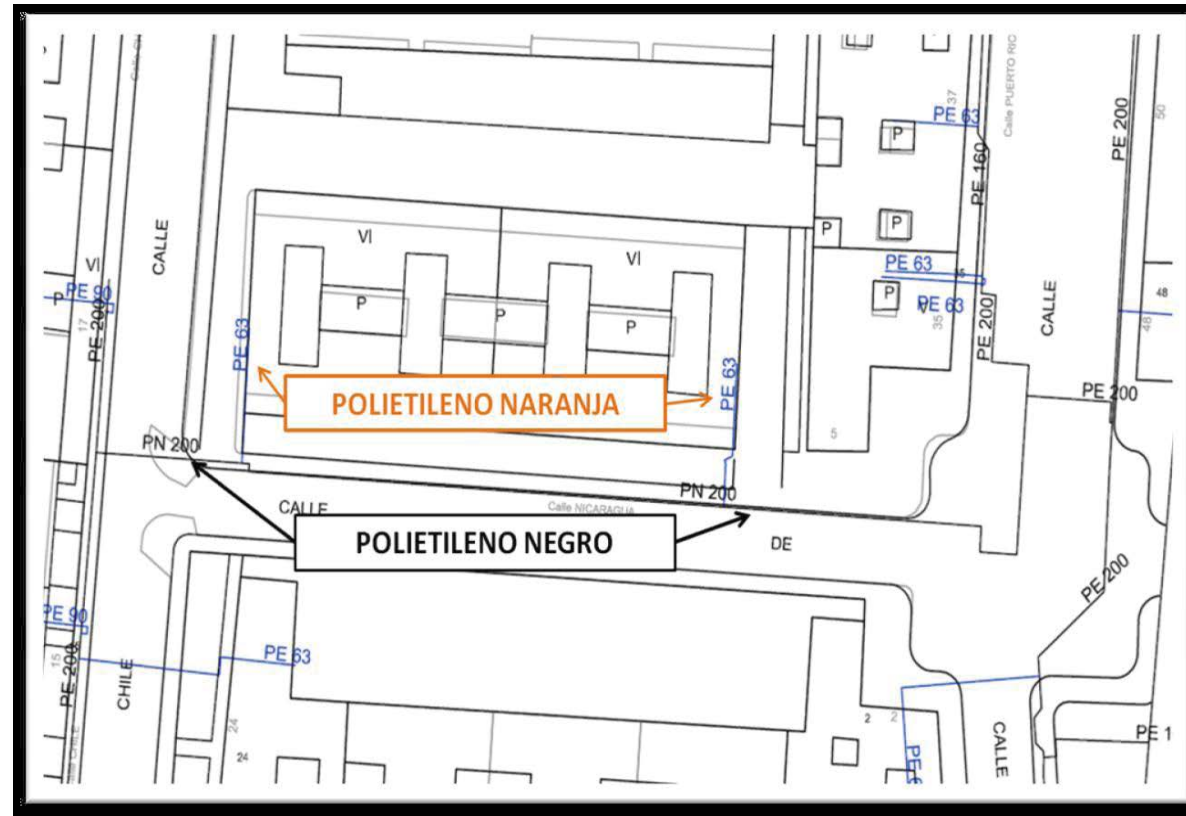 Calle PUERTO RIC
37
50
PE 63
P
PE 160
PE 200
CALLE
VI
VI
P
P
VI
PE 63
P
CALLE
48
48
PE 90
P
17
PE 200
P
P
P
P
PE 63
35
PE 200
PE 63
PE 63
PE 200
POLIETILENO NARANJA
5
PN 200
PN 200
CALLE
Calle NICARAGUA
POLIETILENO NEGRO
DE
PE 200
PE 90
PE 63
15
PE 200
CHILE
24
24
2
2
CALLE
PE 1